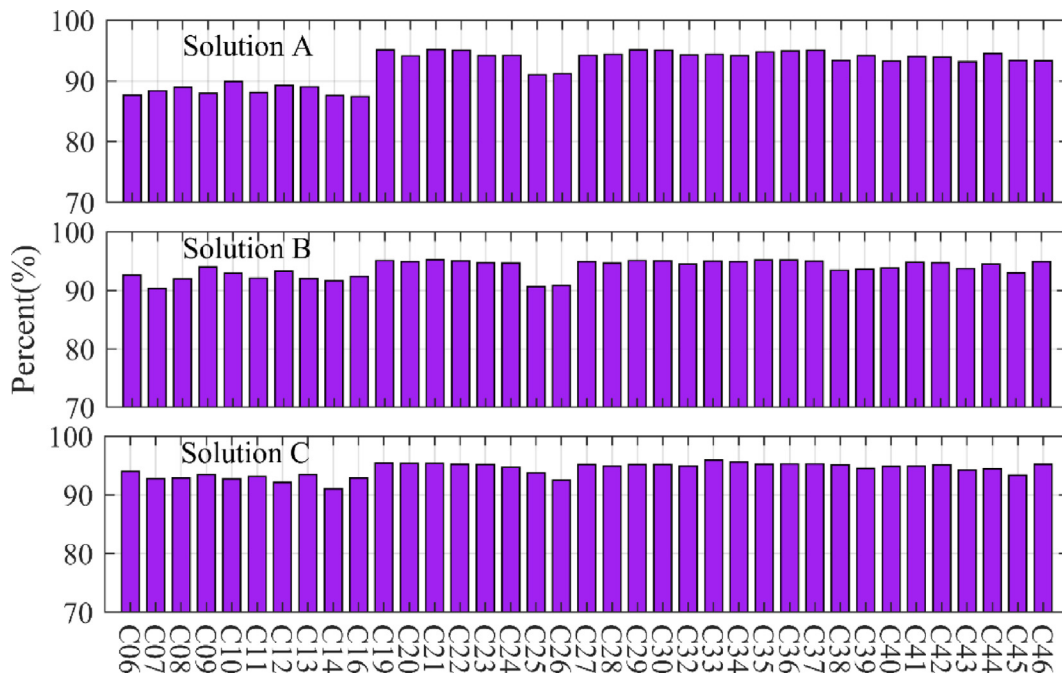 100
Solution A
90
80
70
100
Solution B
90
80
70
Percent(%)
100
Solution C
90
80
70
C06
C07
C08
C09
C10
C11
C12
C13
C14
C16
C19
C20
C21
C22
C23
C24
C25
C26
C27
C28
C29
C30
C32
C33
C34
C35
C36
C37
C38
C39
C40
C41
C42
C43
C44
C45
C46